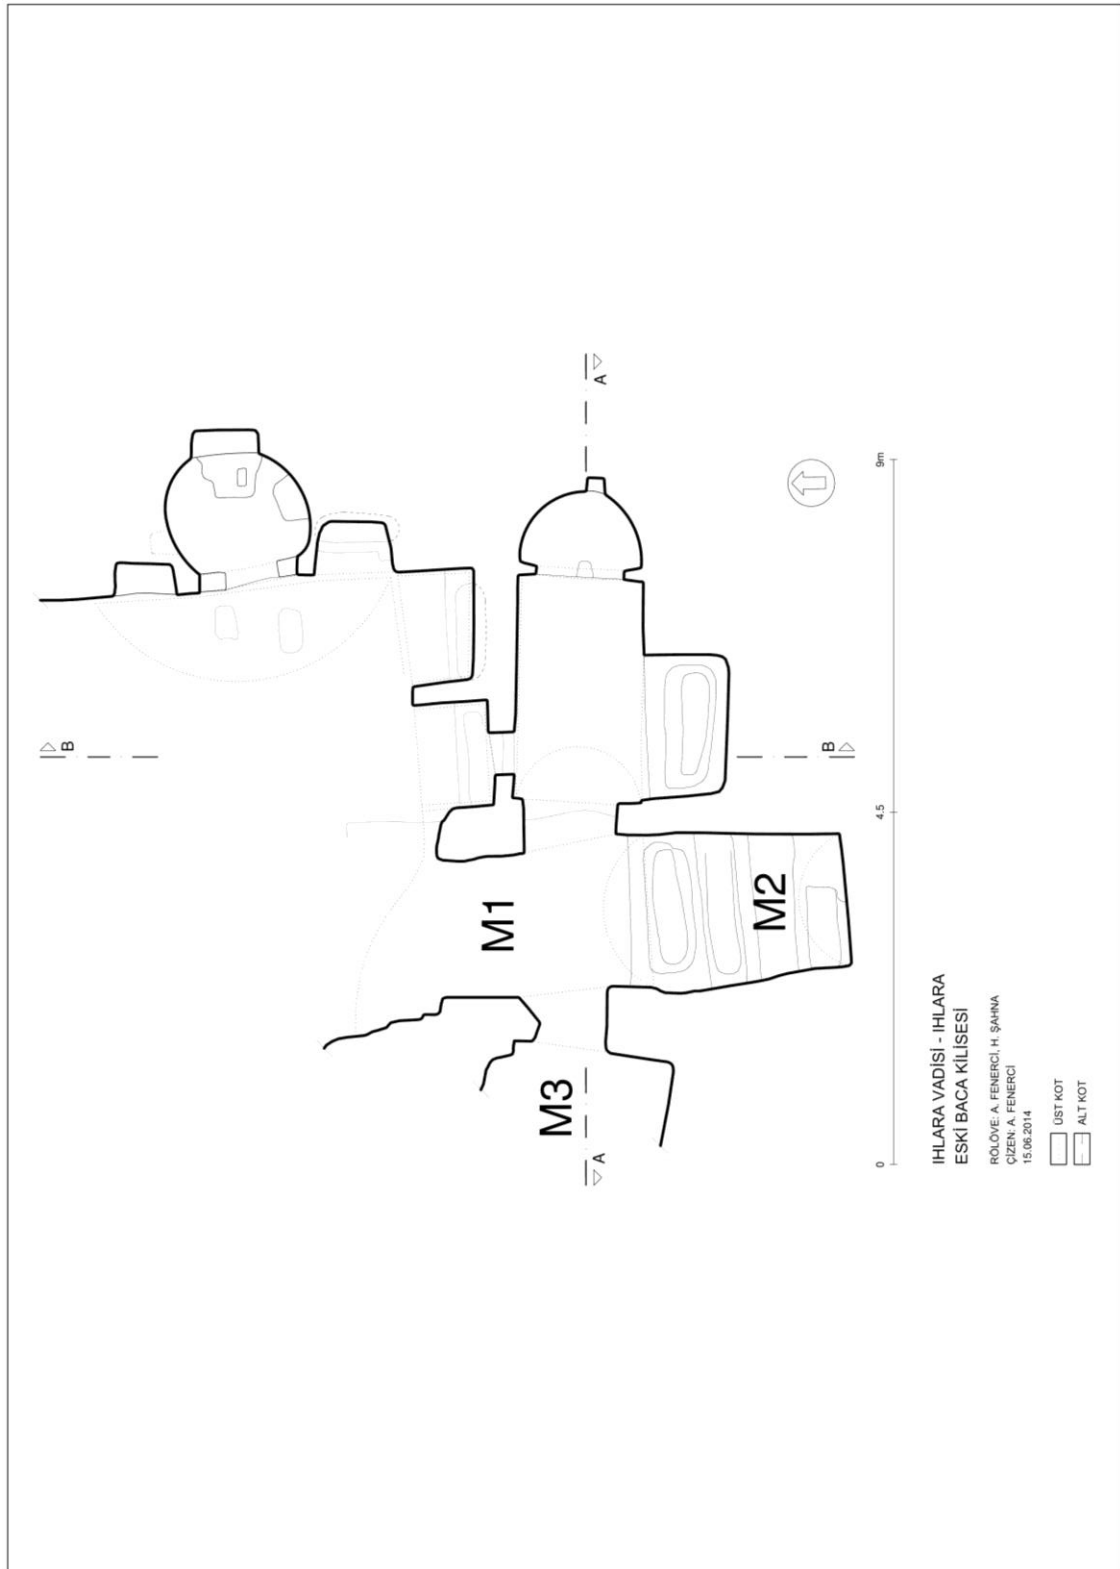 B
A
M1
M2
M3
B
A
0
4.5
9m
IHLARA VADİSİ - IHLARA
ESKİ BACA KİLİSESİ
RÖLÖVE: A. FENERCİ, H. ŞAHNA
ÇİZEN: A. FENERCİ
15.06.2014
ÜST KOT
ALT KOT